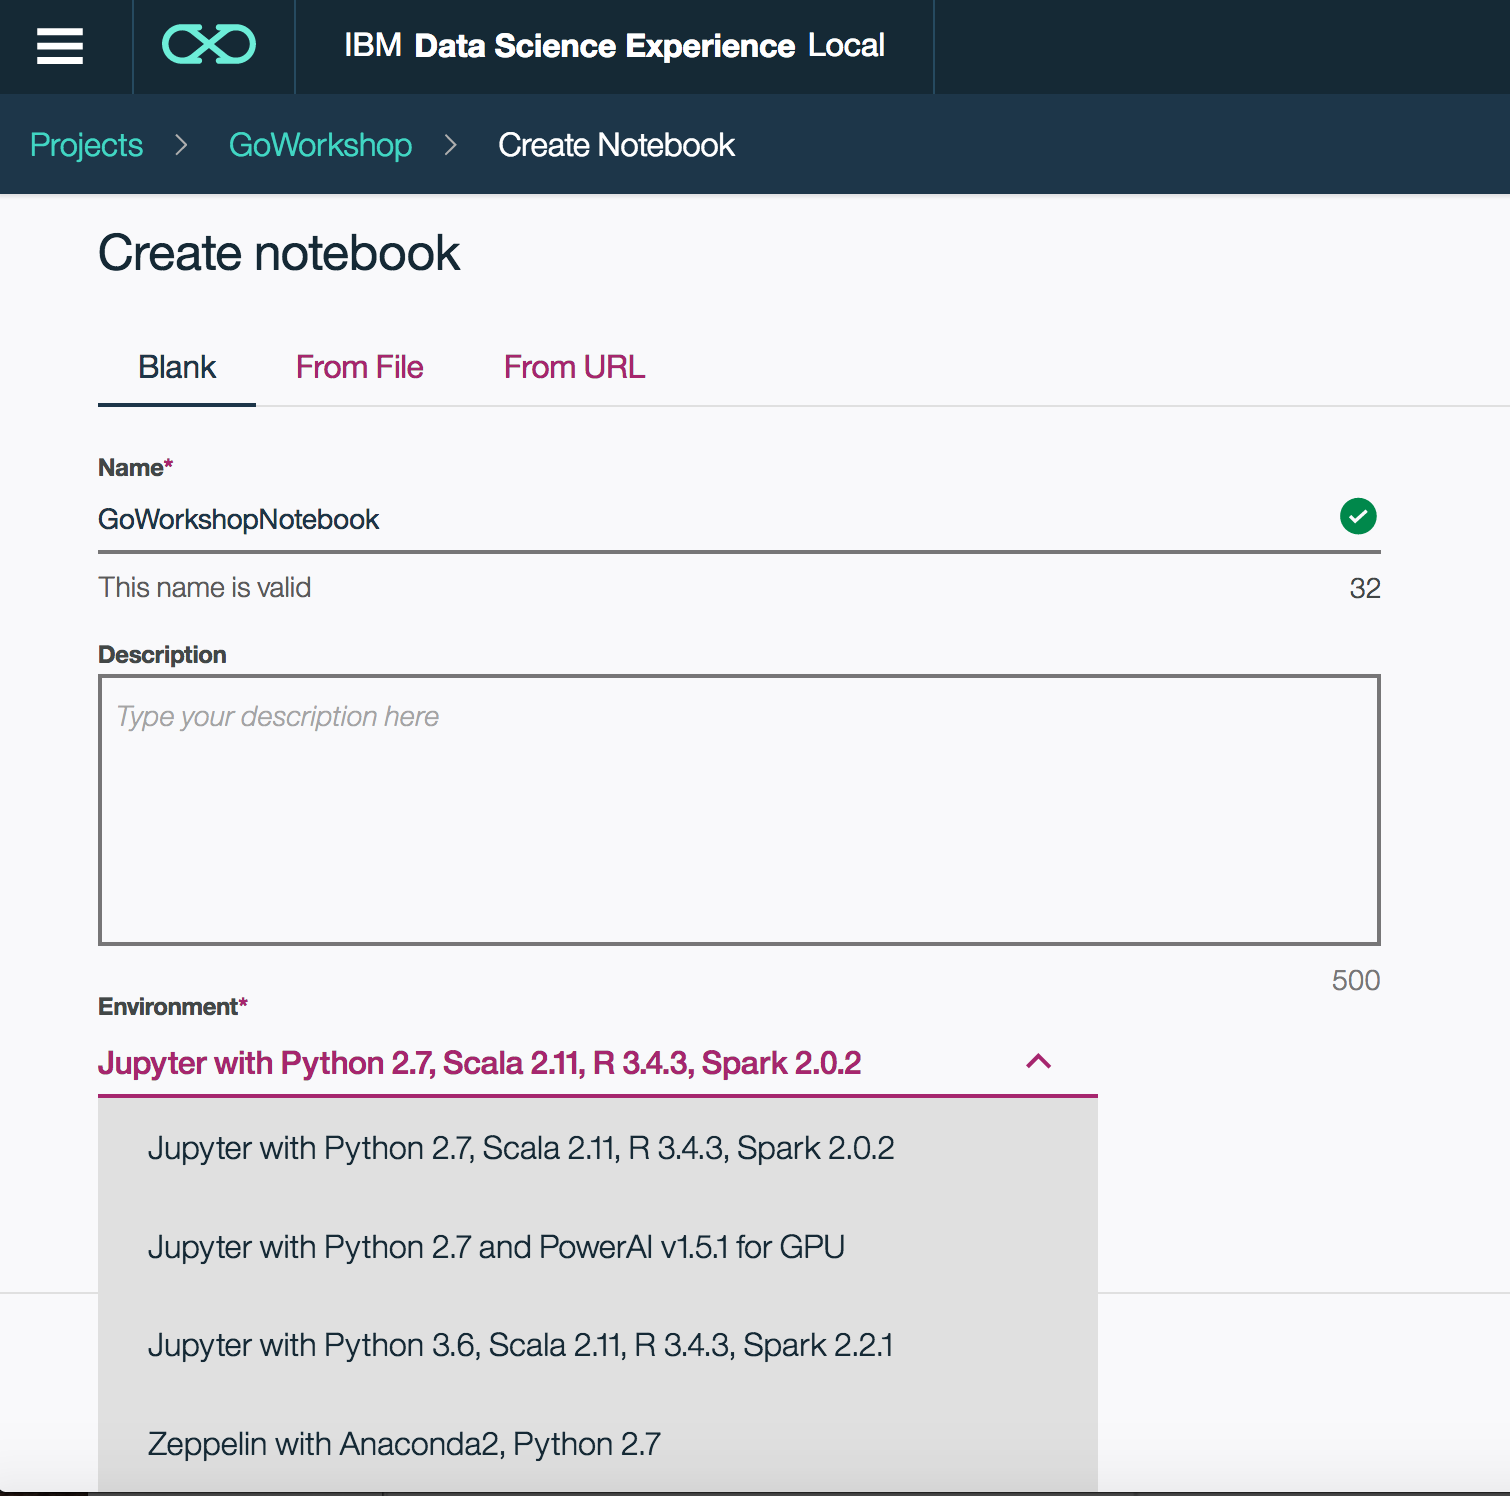 IBM Data Science Experience Local
Projects > GoWorkshop > Create Notebook
Create notebook
Blank From File From URL
Name*
GoWorkshopNotebook
This name is valid 32
Description
Type your description here
500
Environment*
Jupyter with Python 2.7, Scala 2.11, R 3.4.3, Spark 2.0.2
Jupyter with Python 2.7, Scala 2.11, R 3.4.3, Spark 2.0.2
Jupyter with Python 2.7 and PowerAI v1.5.1 for GPU
Jupyter with Python 3.6, Scala 2.11, R 3.4.3, Spark 2.2.1
Zeppelin with Anaconda2, Python 2.7